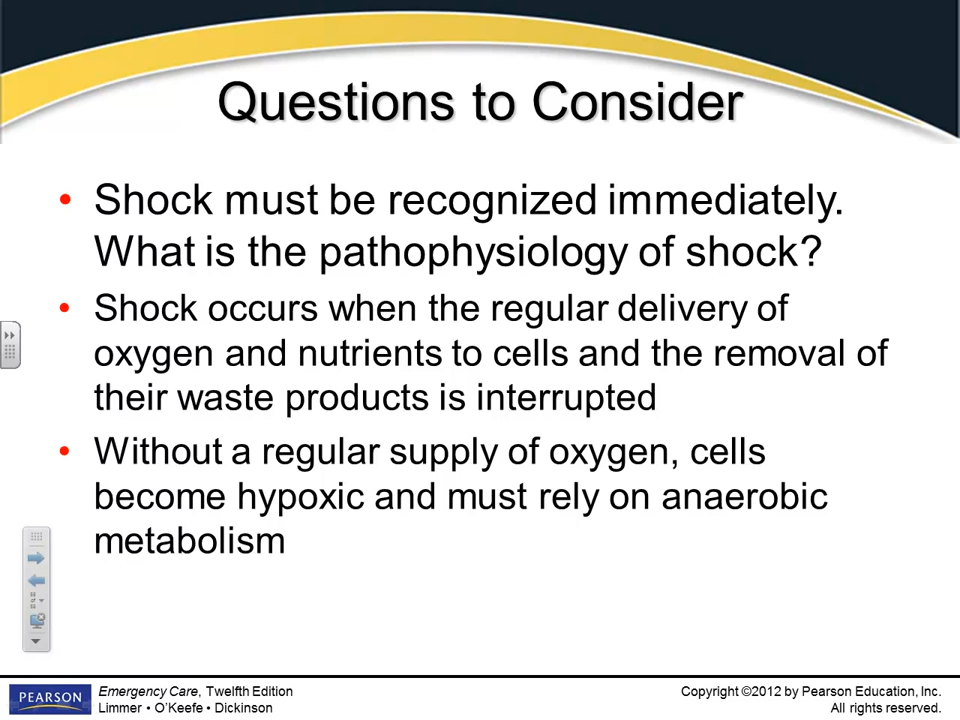 Questions to Consider
• Shock must be recognized immediately.
What is the pathophysiology of shock?
• Shock occurs when the regular delivery of
oxygen and nutrients to cells and the removal of
their waste products is interrupted
• Without a regular supply of oxygen, cells
become hypoxic and must rely on anaerobic
metabolism
PEARSON
Emergency Care, Twelfth Edition
Limmer • O’Keefe • Dickinson
Copyright ©2012 by Pearson Education, Inc.
All rights reserved.